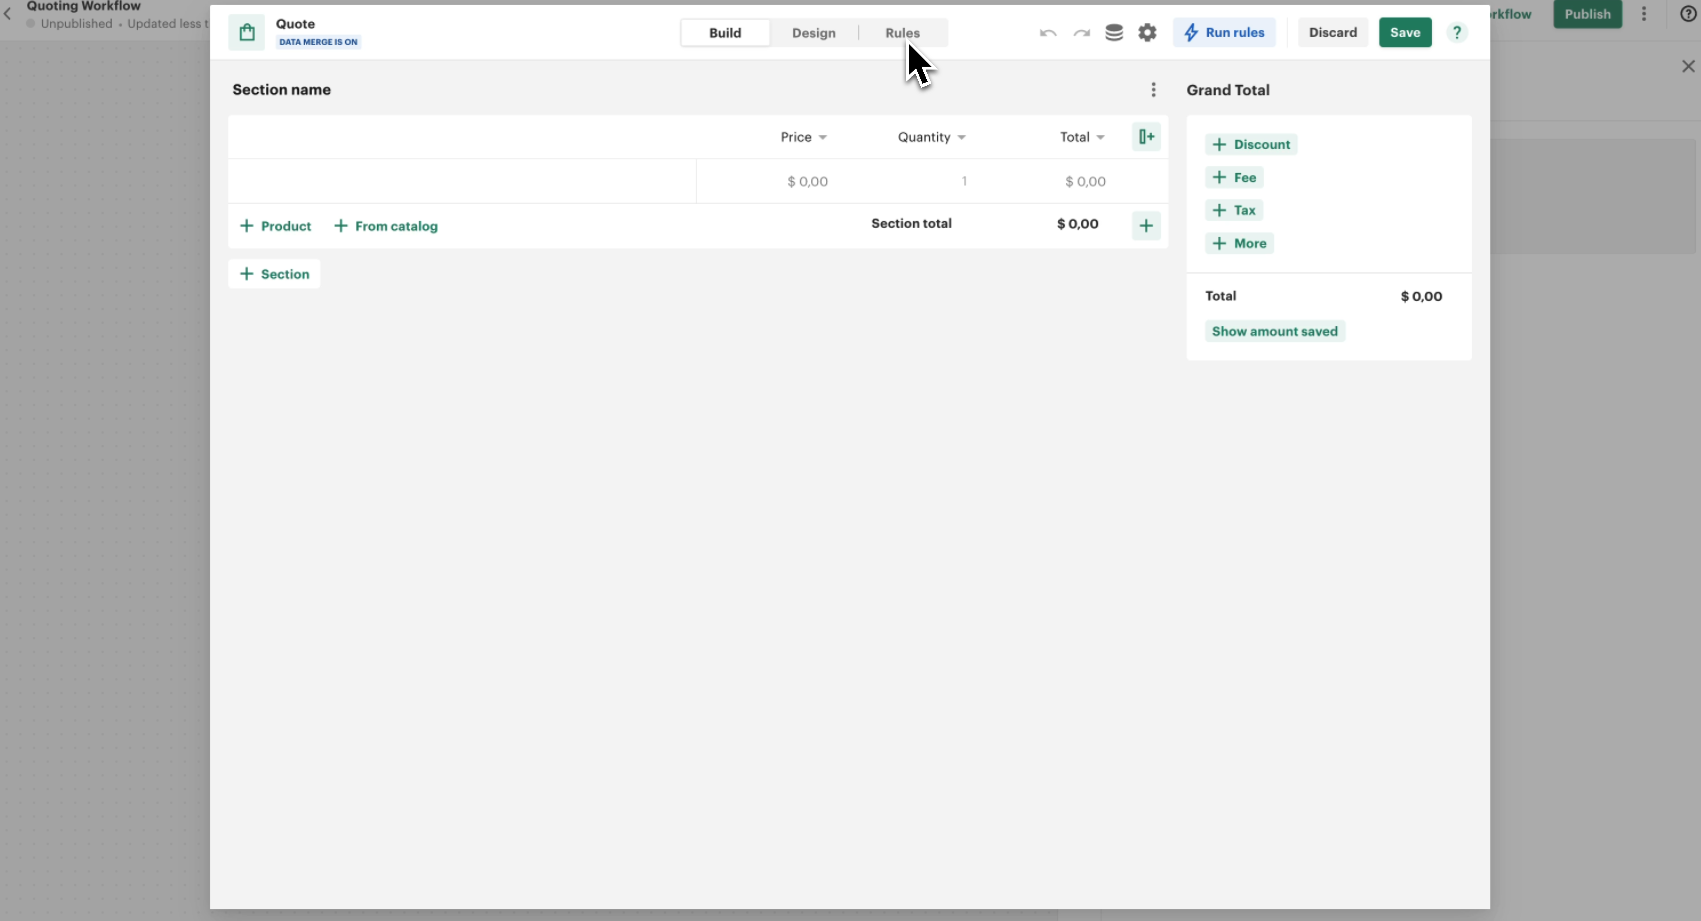 Quoting Workflow
Unpublished • Updated less t
Quote
DATA MERGE IS ON
Build
Design
Rules
Run rules
Discard
Save
?
rkflow
Publish
?
Section name
Price
Quantity
Total
$ 0,00
1
$ 0,00
+ Product
+ From catalog
Section total
$ 0,00
+
+ Section
Grand Total
+ Discount
+ Fee
+ Tax
+ More
Total
$ 0,00
Show amount saved